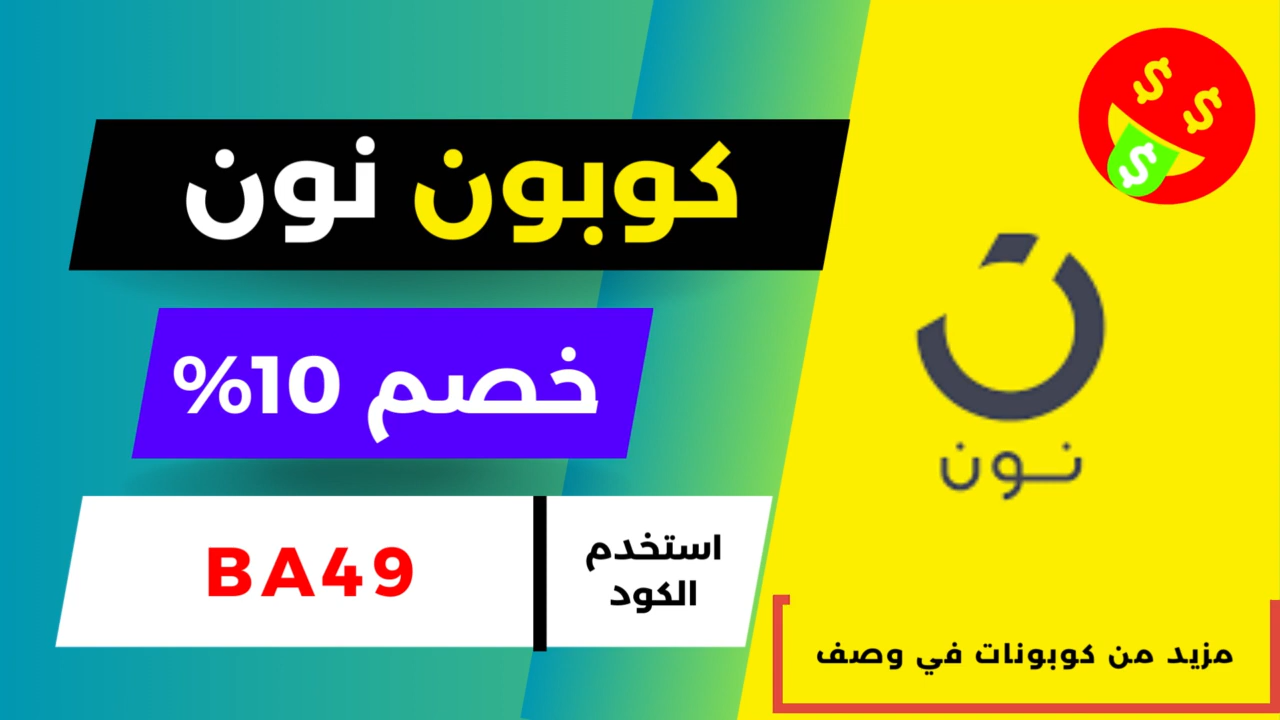 كوبون نون
خصم 10%
استخدم
الكود
BA49
$ $
$
نون
مزيد من كوبونات في وصف